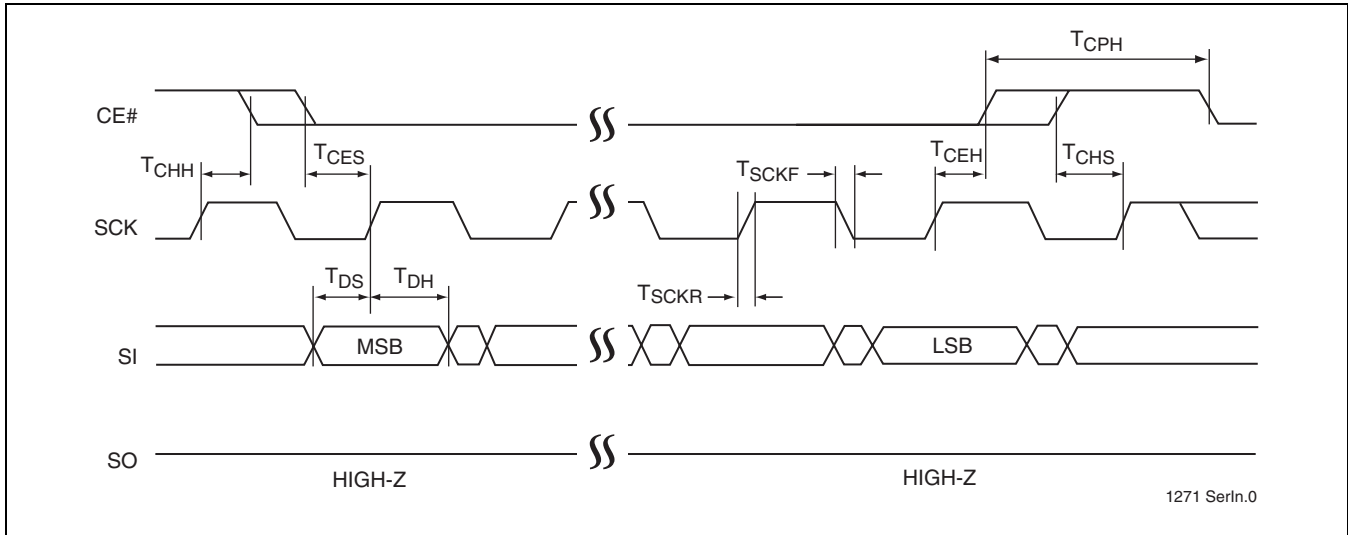 TCPH
CE#
TCHH
TCES
TSCKF
TCEH
TCHS
SCK
TDS
TDH
TSCKR
SI
MSB
LSB
SO
HIGH-Z
HIGH-Z
1271 SerIn.0